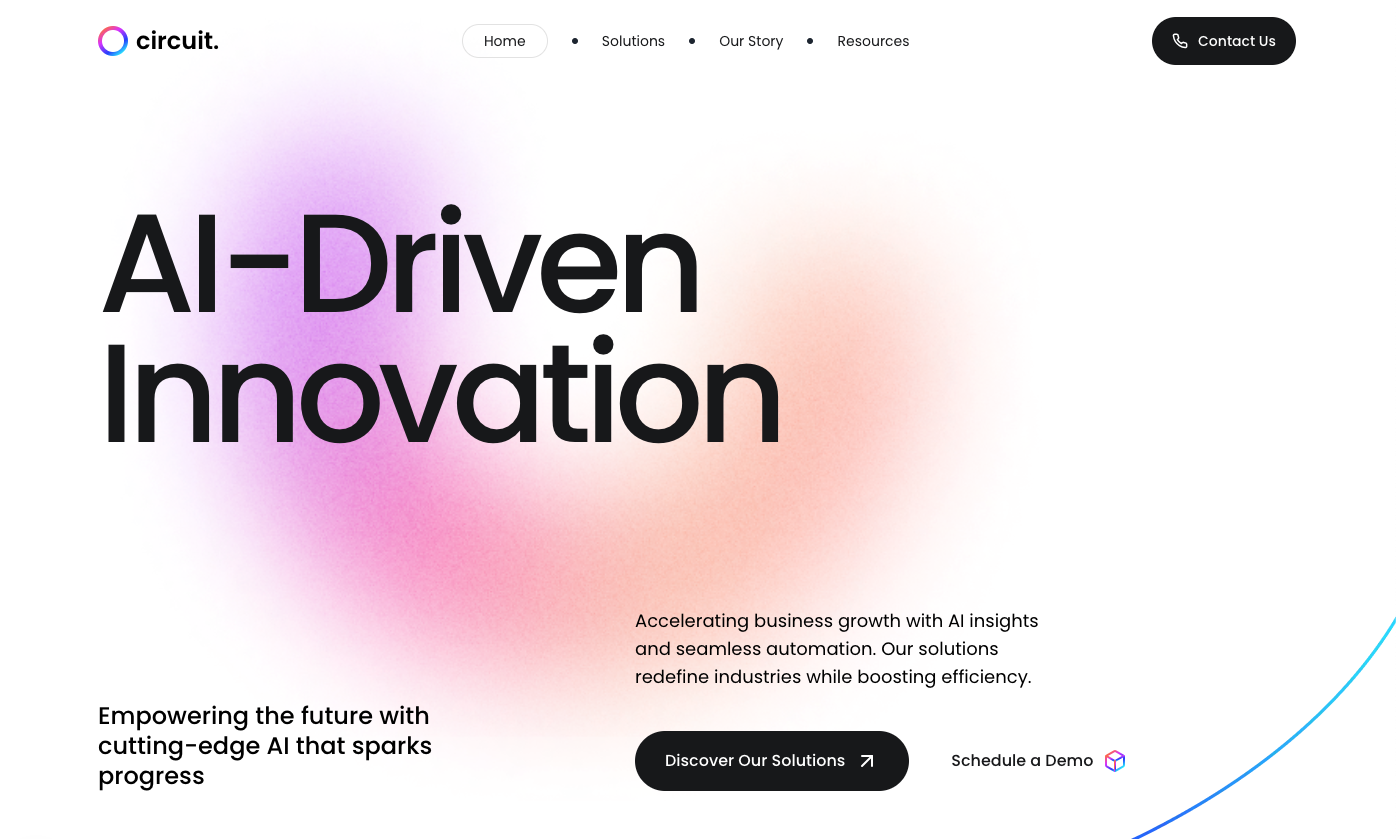 circuit.
Home
Solutions
Our Story
Resources
Contact Us
AI-Driven
Innovation
Accelerating business growth with AI insights
and seamless automation. Our solutions
redefine industries while boosting efficiency.
Empowering the future with
cutting-edge AI that sparks
progress
Discover Our Solutions
Schedule a Demo